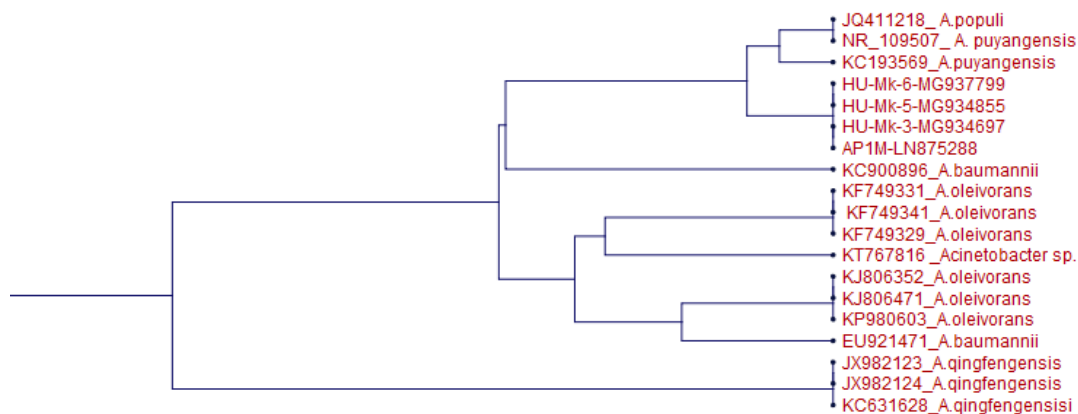 JQ411218_ A.populi
NR_109507_ A. puyangensis
KC193569_A.puyangensis
HU-Mk-6-MG937799
HU-Mk-5-MG934855
HU-Mk-3-MG934697
AP1M-LN875288
KC900896_A.baumannii
KF749331_A.oleivorans
KF749341_A.oleivorans
KF749329_A.oleivorans
KT767816 _Acinetobacter sp.
KJ806352_A.oleivorans
KJ806471_A.oleivorans
KP980603_A.oleivorans
EU921471_A.baumannii
JX982123_A.qingfengensis
JX982124_A.qingfengensis
KC631628_A.qingfengensisi